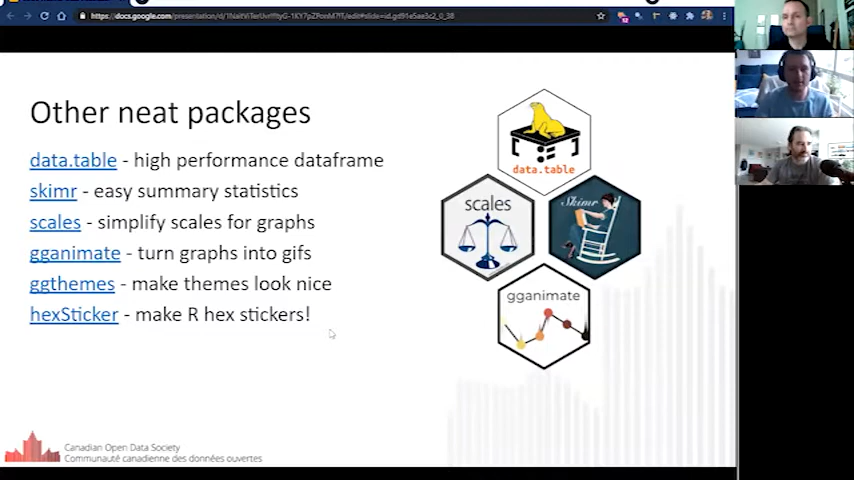 Other neat packages
data.table - high performance dataframe
skimr - easy summary statistics
scales - simplify scales for graphs
gganimate - turn graphs into gifs
ggthemes - make themes look nice
hexSticker - make R hex stickers!
data.table
scales
Skimr
gganimate
Canadian Open Data Society
Communauté canadienne des données ouvertes